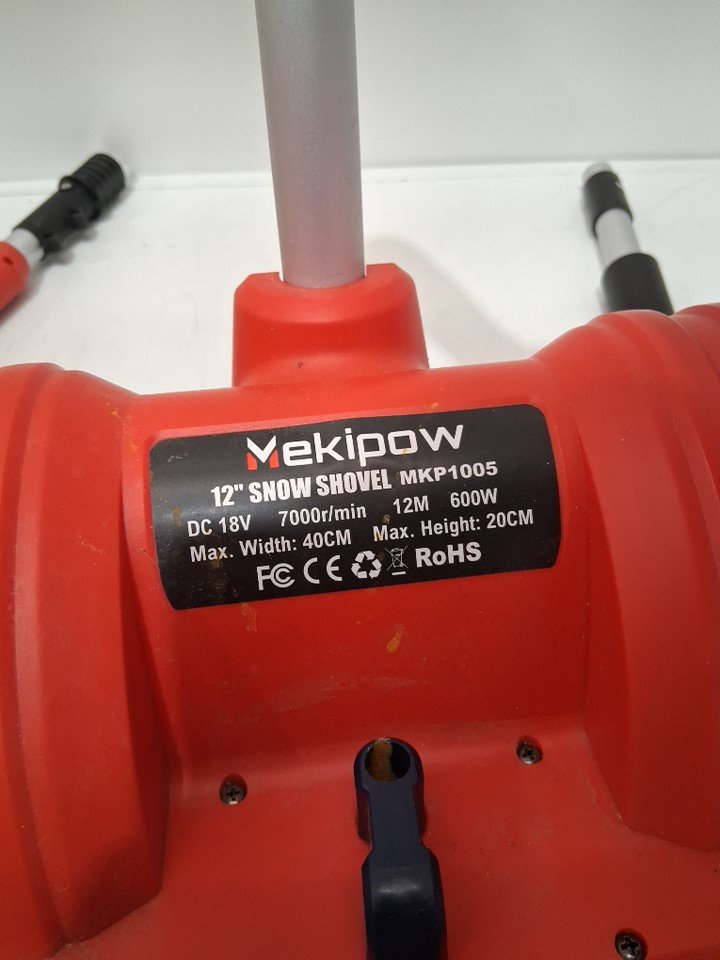 Mekipow
12" SNOW SHOVEL MKP1005
DC 18V 7000r/min 12M 600W
Max. Width: 40CM Max. Height: 20CM
FC CE RoHS